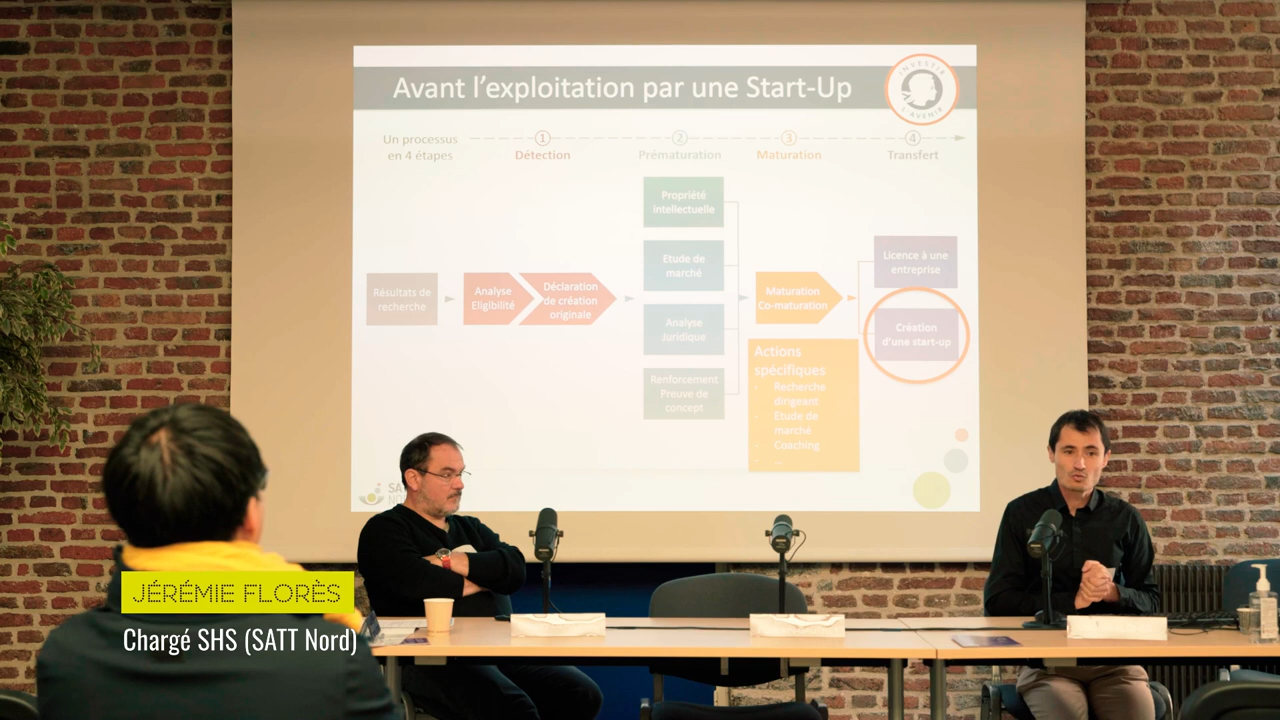 Avant l'exploitation par une Start-Up
INVESTIR
L'AVENIR
Un processus
en 4 étapes
1
Détection
2
Prématuration
3
Maturation
4
Transfert
Résultats de
recherche
Analyse
Eligibilité
Déclaration
de création
originale
Propriété
intellectuelle
Etude de
marché
Analyse
Juridique
Renforcement
Preuve de
concept
Maturation
Co-maturation
Actions
spécifiques
- Recherche
dirigeant
- Etude de
marché
- Coaching
- ...
Licence à une
entreprise
Création
d'une start-up
JÉRÉMIE FLORÈS
Chargé SHS (SATT Nord)